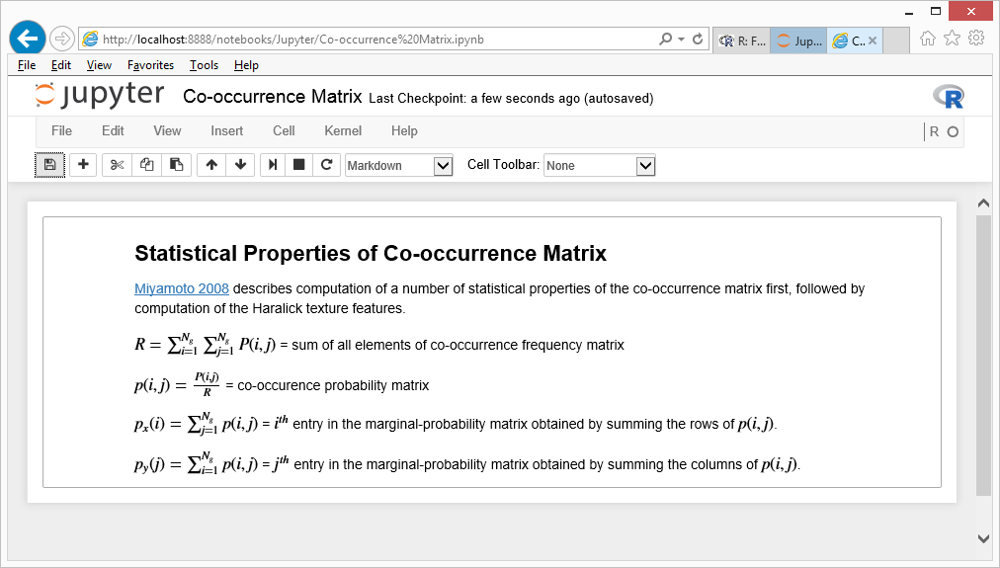 http://localhost:8888/notebooks/Jupyter/Co-occurrence%20Matrix.ipynb R: F... Jup... C..
File Edit View Favorites Tools Help
jupyter Co-occurrence Matrix Last Checkpoint: a few seconds ago (autosaved) R
File Edit View Insert Cell Kernel Help R
Markdown Cell Toolbar: None
Statistical Properties of Co-occurrence Matrix
Miyamoto 2008 describes computation of a number of statistical properties of the co-occurrence matrix first, followed by
computation of the Haralick texture features.
R = ∑_{i=1}^{N_g} ∑_{j=1}^{N_g} P(i, j) = sum of all elements of co-occurrence frequency matrix
p(i, j) = P(i,j)/R = co-occurence probability matrix
p_x(i) = ∑_{j=1}^{N_g} p(i, j) = i^{th} entry in the marginal-probability matrix obtained by summing the rows of p(i, j).
p_y(j) = ∑_{i=1}^{N_g} p(i, j) = j^{th} entry in the marginal-probability matrix obtained by summing the columns of p(i, j).